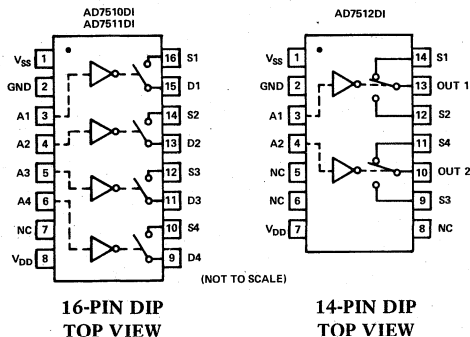 AD7510DI
AD7511DI
VSS 1
GND 2
A1 3
A2 4
A3 5
A4 6
NC 7
VDD 8
16 S1
15 D1
14 S2
13 D2
12 S3
11 D3
10 S4
9 D4
16-PIN DIP
TOP VIEW
(NOT TO SCALE)
AD7512DI
VSS 1
GND 2
A1 3
A2 4
NC 5
NC 6
VDD 7
14 S1
13 OUT 1
12 S2
11 S4
10 OUT 2
9 S3
8 NC
14-PIN DIP
TOP VIEW